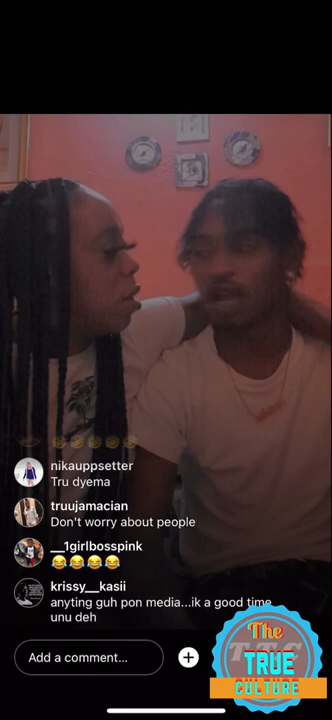 nikauppsetter
Tru dyema
truujamacian
Don't worry about people
__1girlbosspink
😂😂😂😂
krissy__kasii
anyting guh pon media...ik a good time
unu deh
Add a comment...
The
TRUE
CULTURE